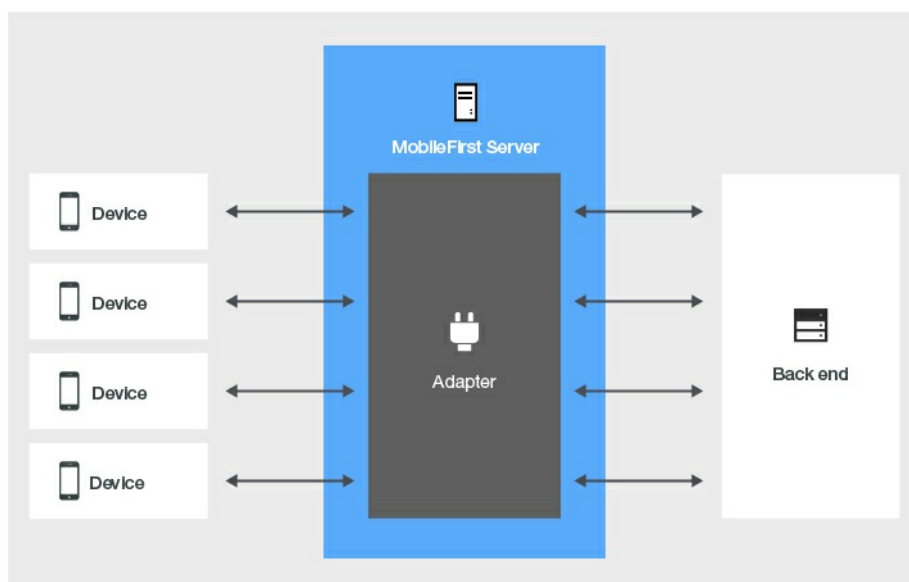 MobileFirst Server
Device
Device
Device
Device
Adapter
Back end